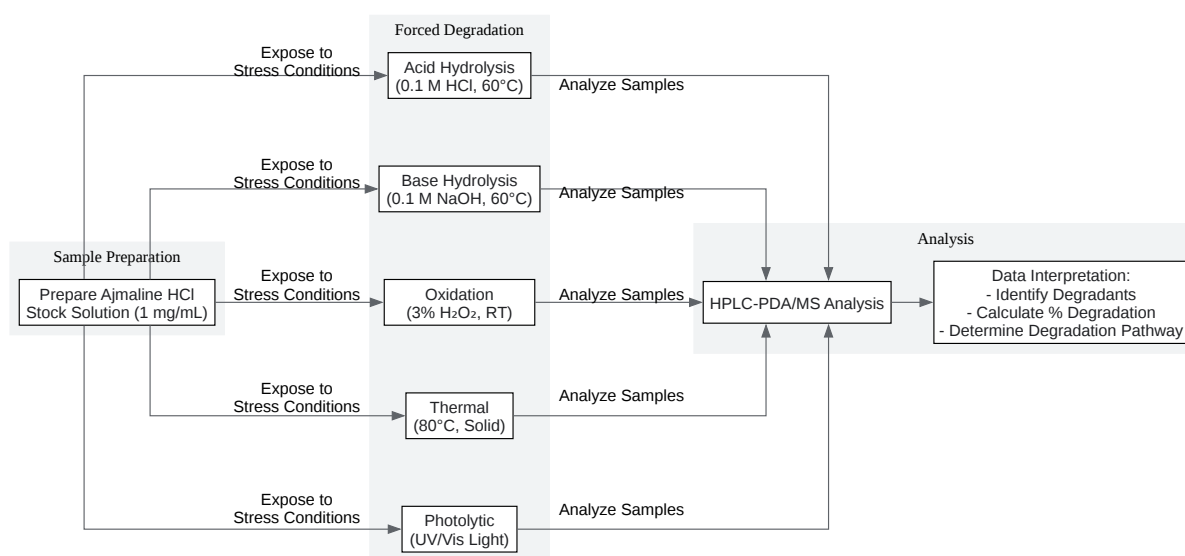 Forced Degradation
Expose to
Stress Conditions
Acid Hydrolysis
(0.1 M HCl, 60°C)
Analyze Samples
Expose to
Stress Conditions
Base Hydrolysis
(0.1 M NaOH, 60°C)
Analyze Samples
Sample Preparation
Prepare Ajmaline HCl
Stock Solution (1 mg/mL)
Expose to
Stress Conditions
Oxidation
(3% H₂O₂, RT)
Analyze Samples
Expose to
Stress Conditions
Thermal
(80°C, Solid)
Analyze Samples
Expose to
Stress Conditions
Photolytic
(UV/Vis Light)
Analyze Samples
Analysis
HPLC-PDA/MS Analysis
Data Interpretation:
- Identify Degradants
- Calculate % Degradation
- Determine Degradation Pathway